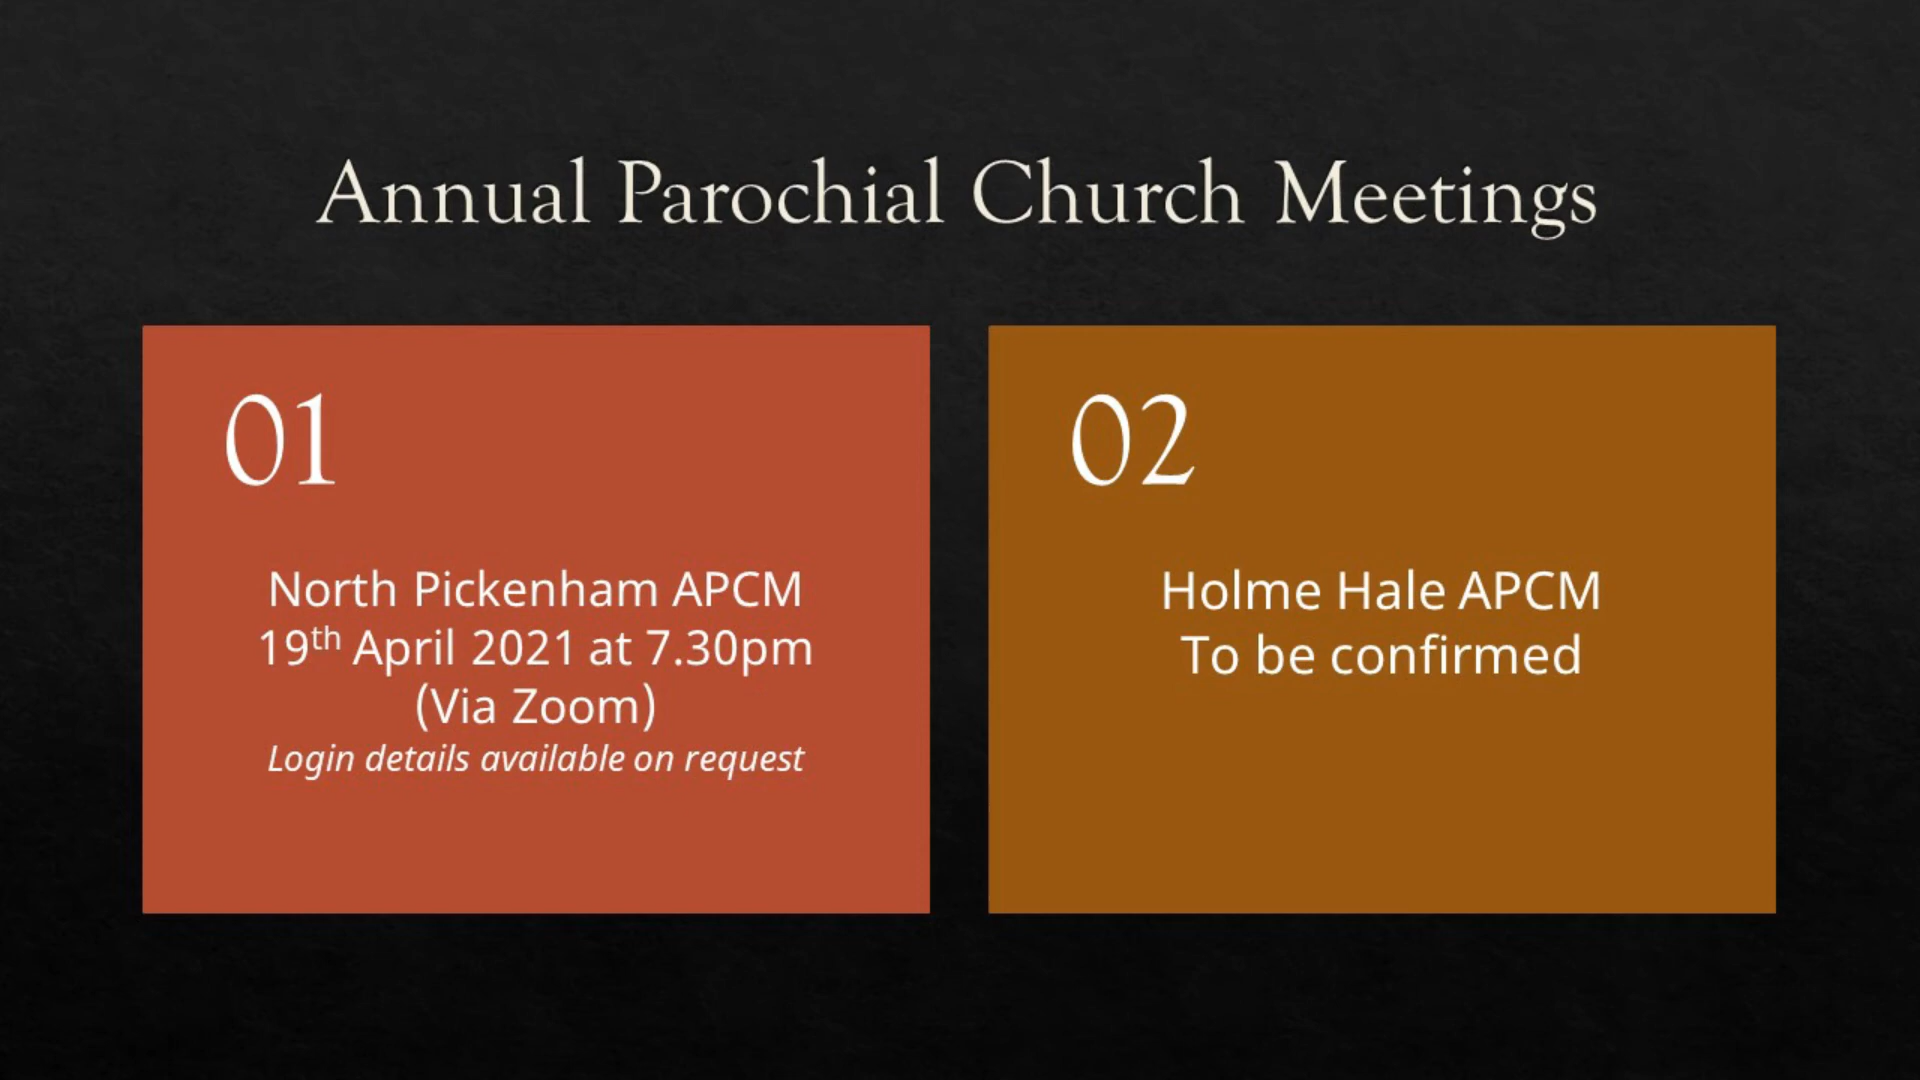 Annual Parochial Church Meetings
01
North Pickenham APCM
19th April 2021 at 7.30pm
(Via Zoom)
Login details available on request
02
Holme Hale APCM
To be confirmed